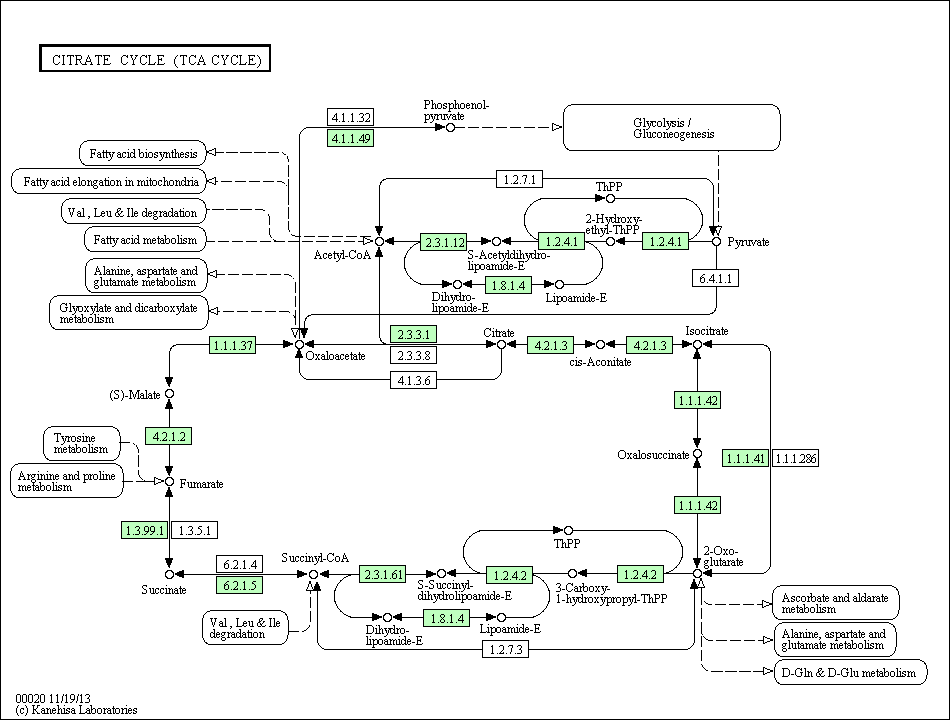 CITRATE CYCLE (TCA CYCLE)
Phosphoenol-
pyruvate
4.1.1.32
4.1.1.49
Glycolysis /
Gluconeogenesis
Fatty acid biosynthesis
Fatty acid elongation in mitochondria
Val , Leu & Ile degradation
Fatty acid metabolism
1.2.7.1
ThPP
2-Hydroxy-
ethyl-ThPP
Acetyl-CoA
2.3.1.12
S-Acetyldihydro-
lipoamide-E
1.2.4.1
1.2.4.1
Pyruvate
Alanine, aspartate and
glutamate metabolism
Dihydro-
lipoamide-E
1.8.1.4
Lipoamide-E
6.4.1.1
Glyoxylate and dicarboxylate
metabolism
1.1.1.37
Oxaloacetate
2.3.3.1
2.3.3.8
4.1.3.6
Citrate
4.2.1.3
cis-Aconitate
4.2.1.3
Isocitrate
(S)-Malate
1.1.1.42
4.2.1.2
Tyrosine
metabolism
Oxalosuccinate
1.1.1.41
1.1.1.286
Arginine and proline
metabolism
Fumarate
1.1.1.42
1.3.99.1
1.3.5.1
ThPP
Succinate
6.2.1.4
6.2.1.5
Succinyl-CoA
2.3.1.61
S-Succinyl-
dihydrolipoamide-E
1.2.4.2
3-Carboxy-
1-hydroxypropyl-ThPP
1.2.4.2
2-Oxo-
glutarate
Val , Leu & Ile
degradation
Dihydro-
lipoamide-E
1.8.1.4
Lipoamide-E
1.2.7.3
Ascorbate and aldarate
metabolism
Alanine, aspartate and
glutamate metabolism
D-Gln & D-Glu metabolism
00020 11/19/13
(c) Kanehisa Laboratories